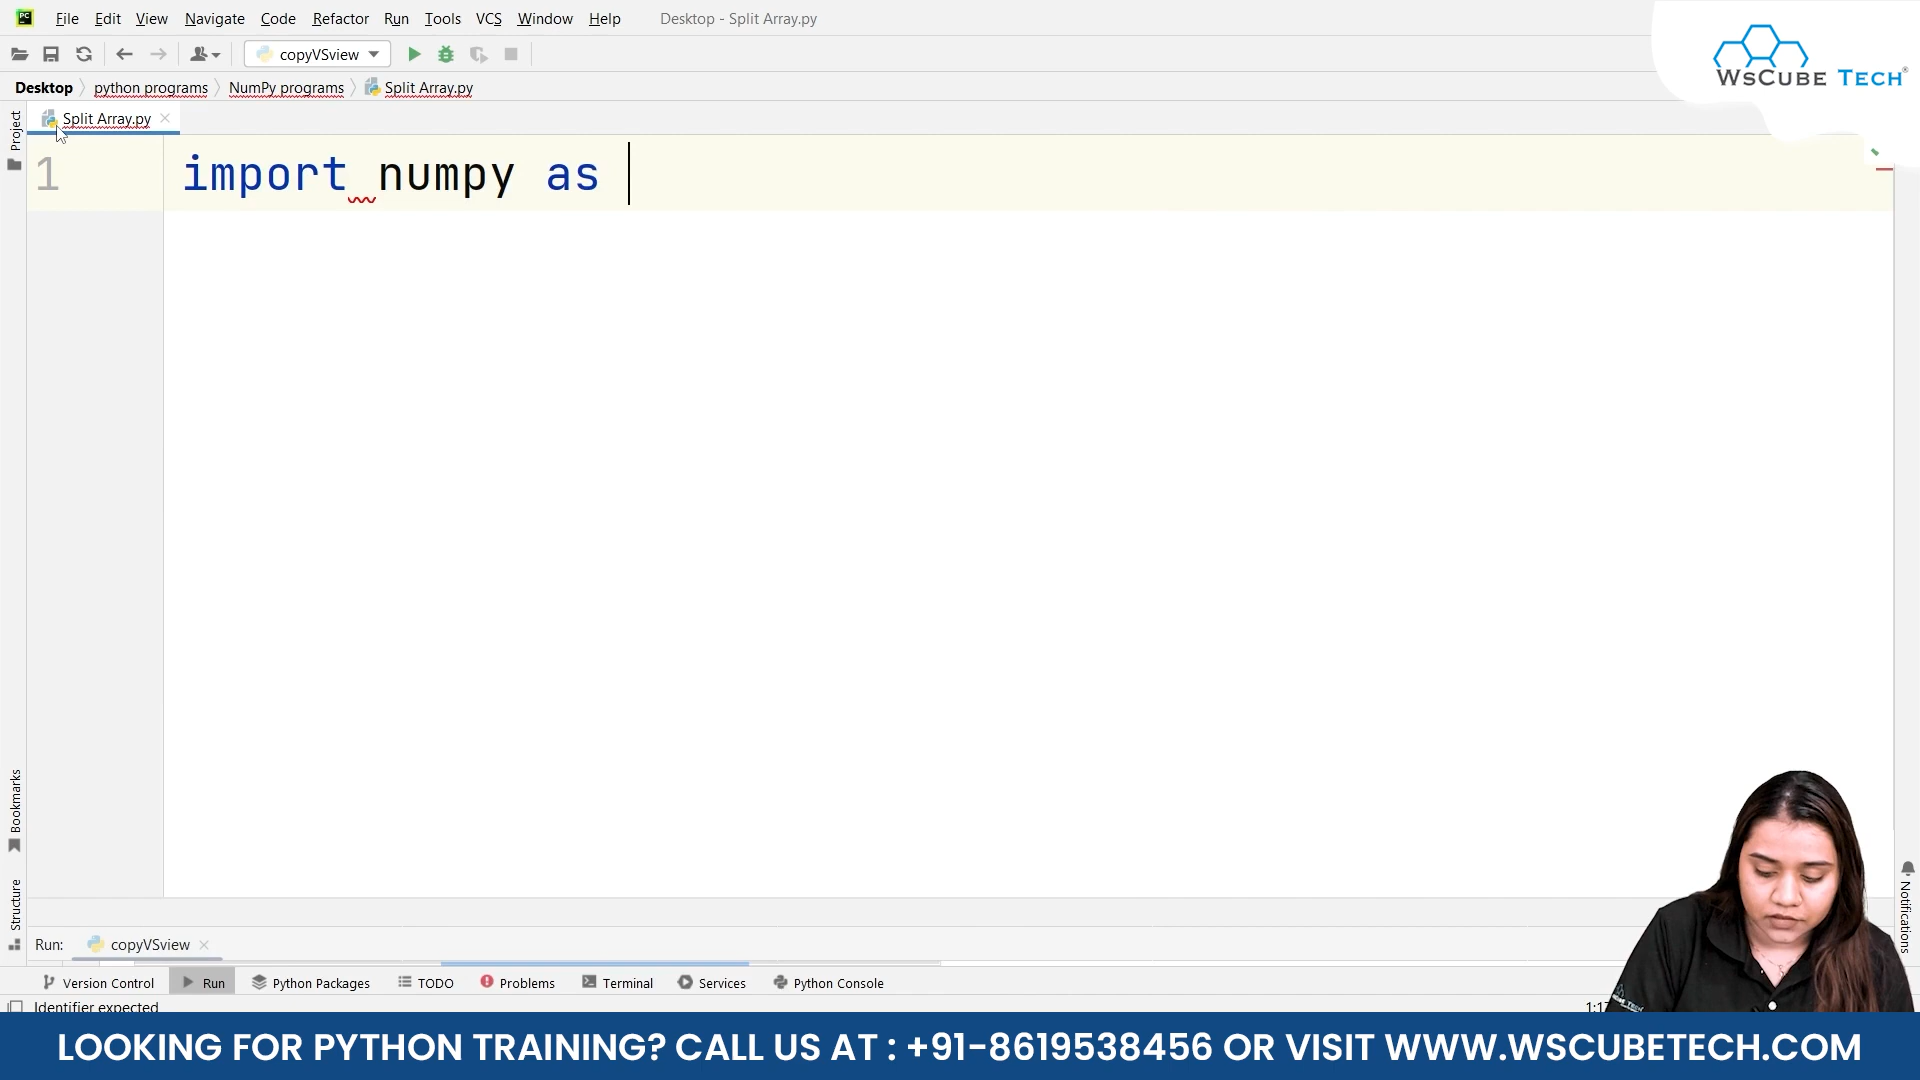 File Edit View Navigate Code Refactor Run Tools VCS Window Help Desktop - Split Array.py
copyVSview
WsCUBE TECH®
Desktop python programs NumPy programs Split Array.py
Project
Split Array.py
1 import numpy as
Bookmarks
Structure
Notifications
Run: copyVSview
Version Control Run Python Packages TODO Problems Terminal Services Python Console
Identifier expected
LOOKING FOR PYTHON TRAINING? CALL US AT : +91-8619538456 OR VISIT WWW.WSCUBETECH.COM